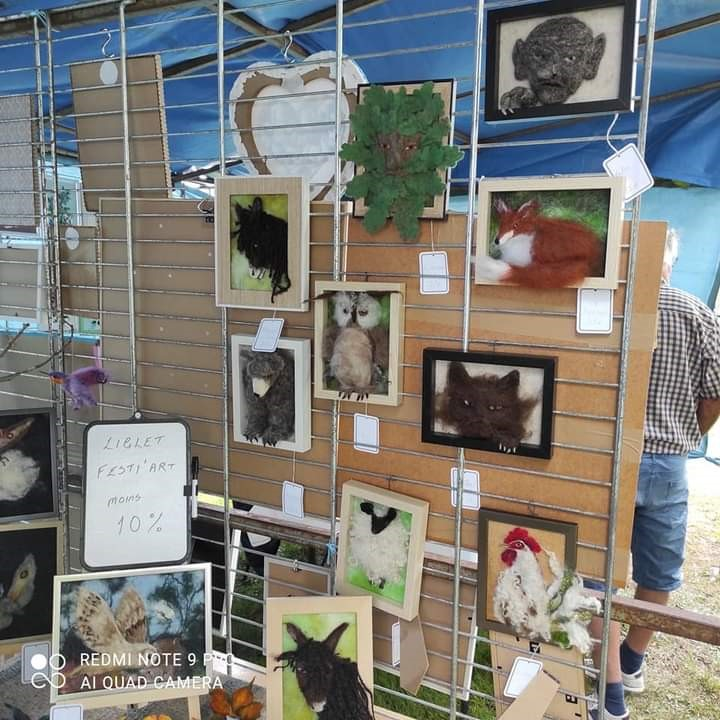 LIBLET
FESTI'ART
moins
10%
REDMI NOTE 9 PRO
AI QUAD CAMERA